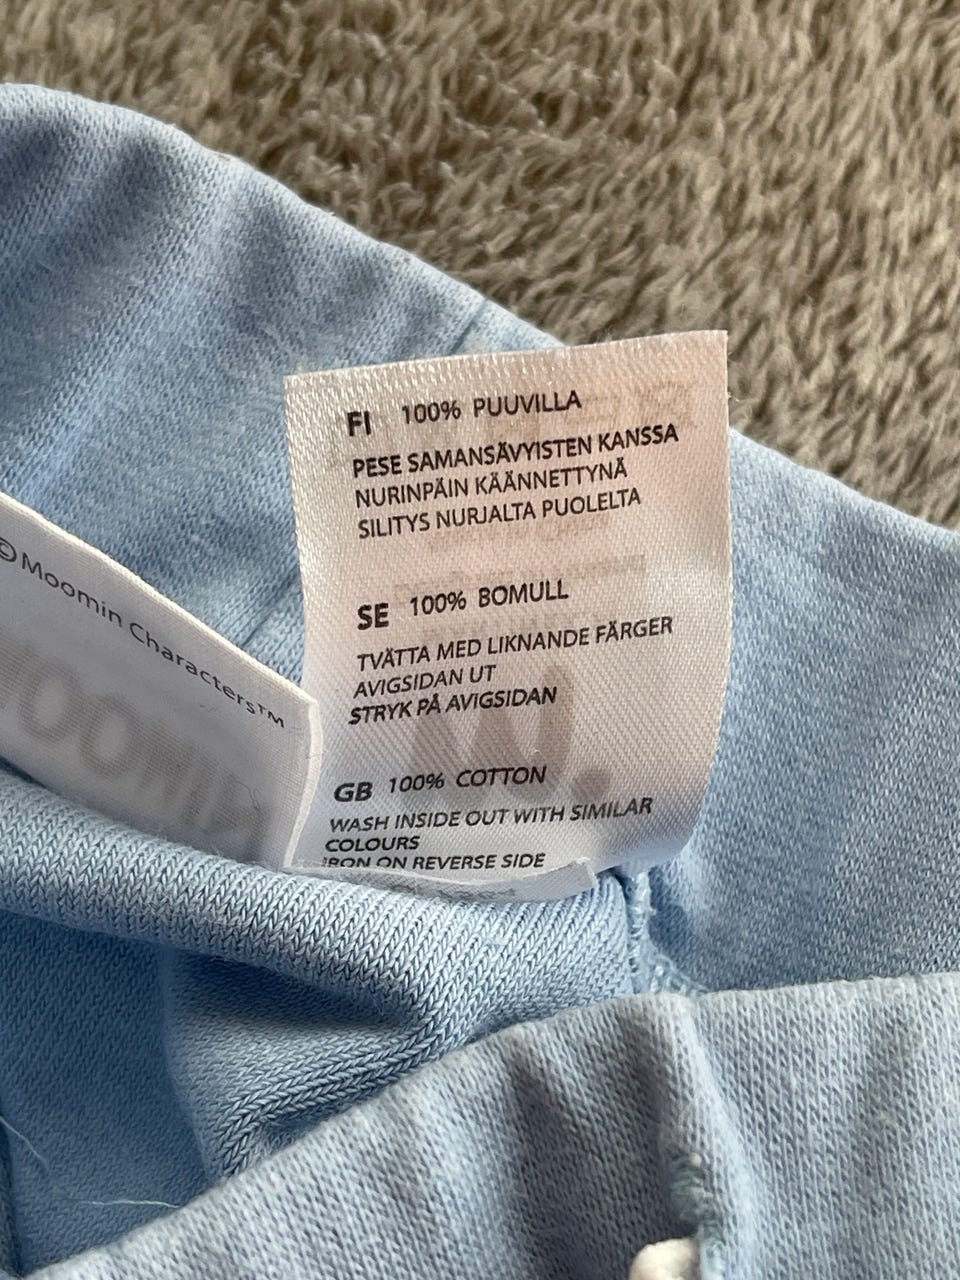 FI 100% PUUVILLA
PESE SAMANSÄVYISTEN KANSSA
NURINPÄIN KÄÄNNETTYNÄ
SILITYS NURJALTA PUOLELTA
SE 100% BOMULL
TVÄTTA MED LIKNANDE FÄRGER
AVIGSIDAN UT
STRYK PÅ AVIGSIDAN
GB 100% COTTON
WASH INSIDE OUT WITH SIMILAR
COLOURS
IRON ON REVERSE SIDE
©Moomin Characters™